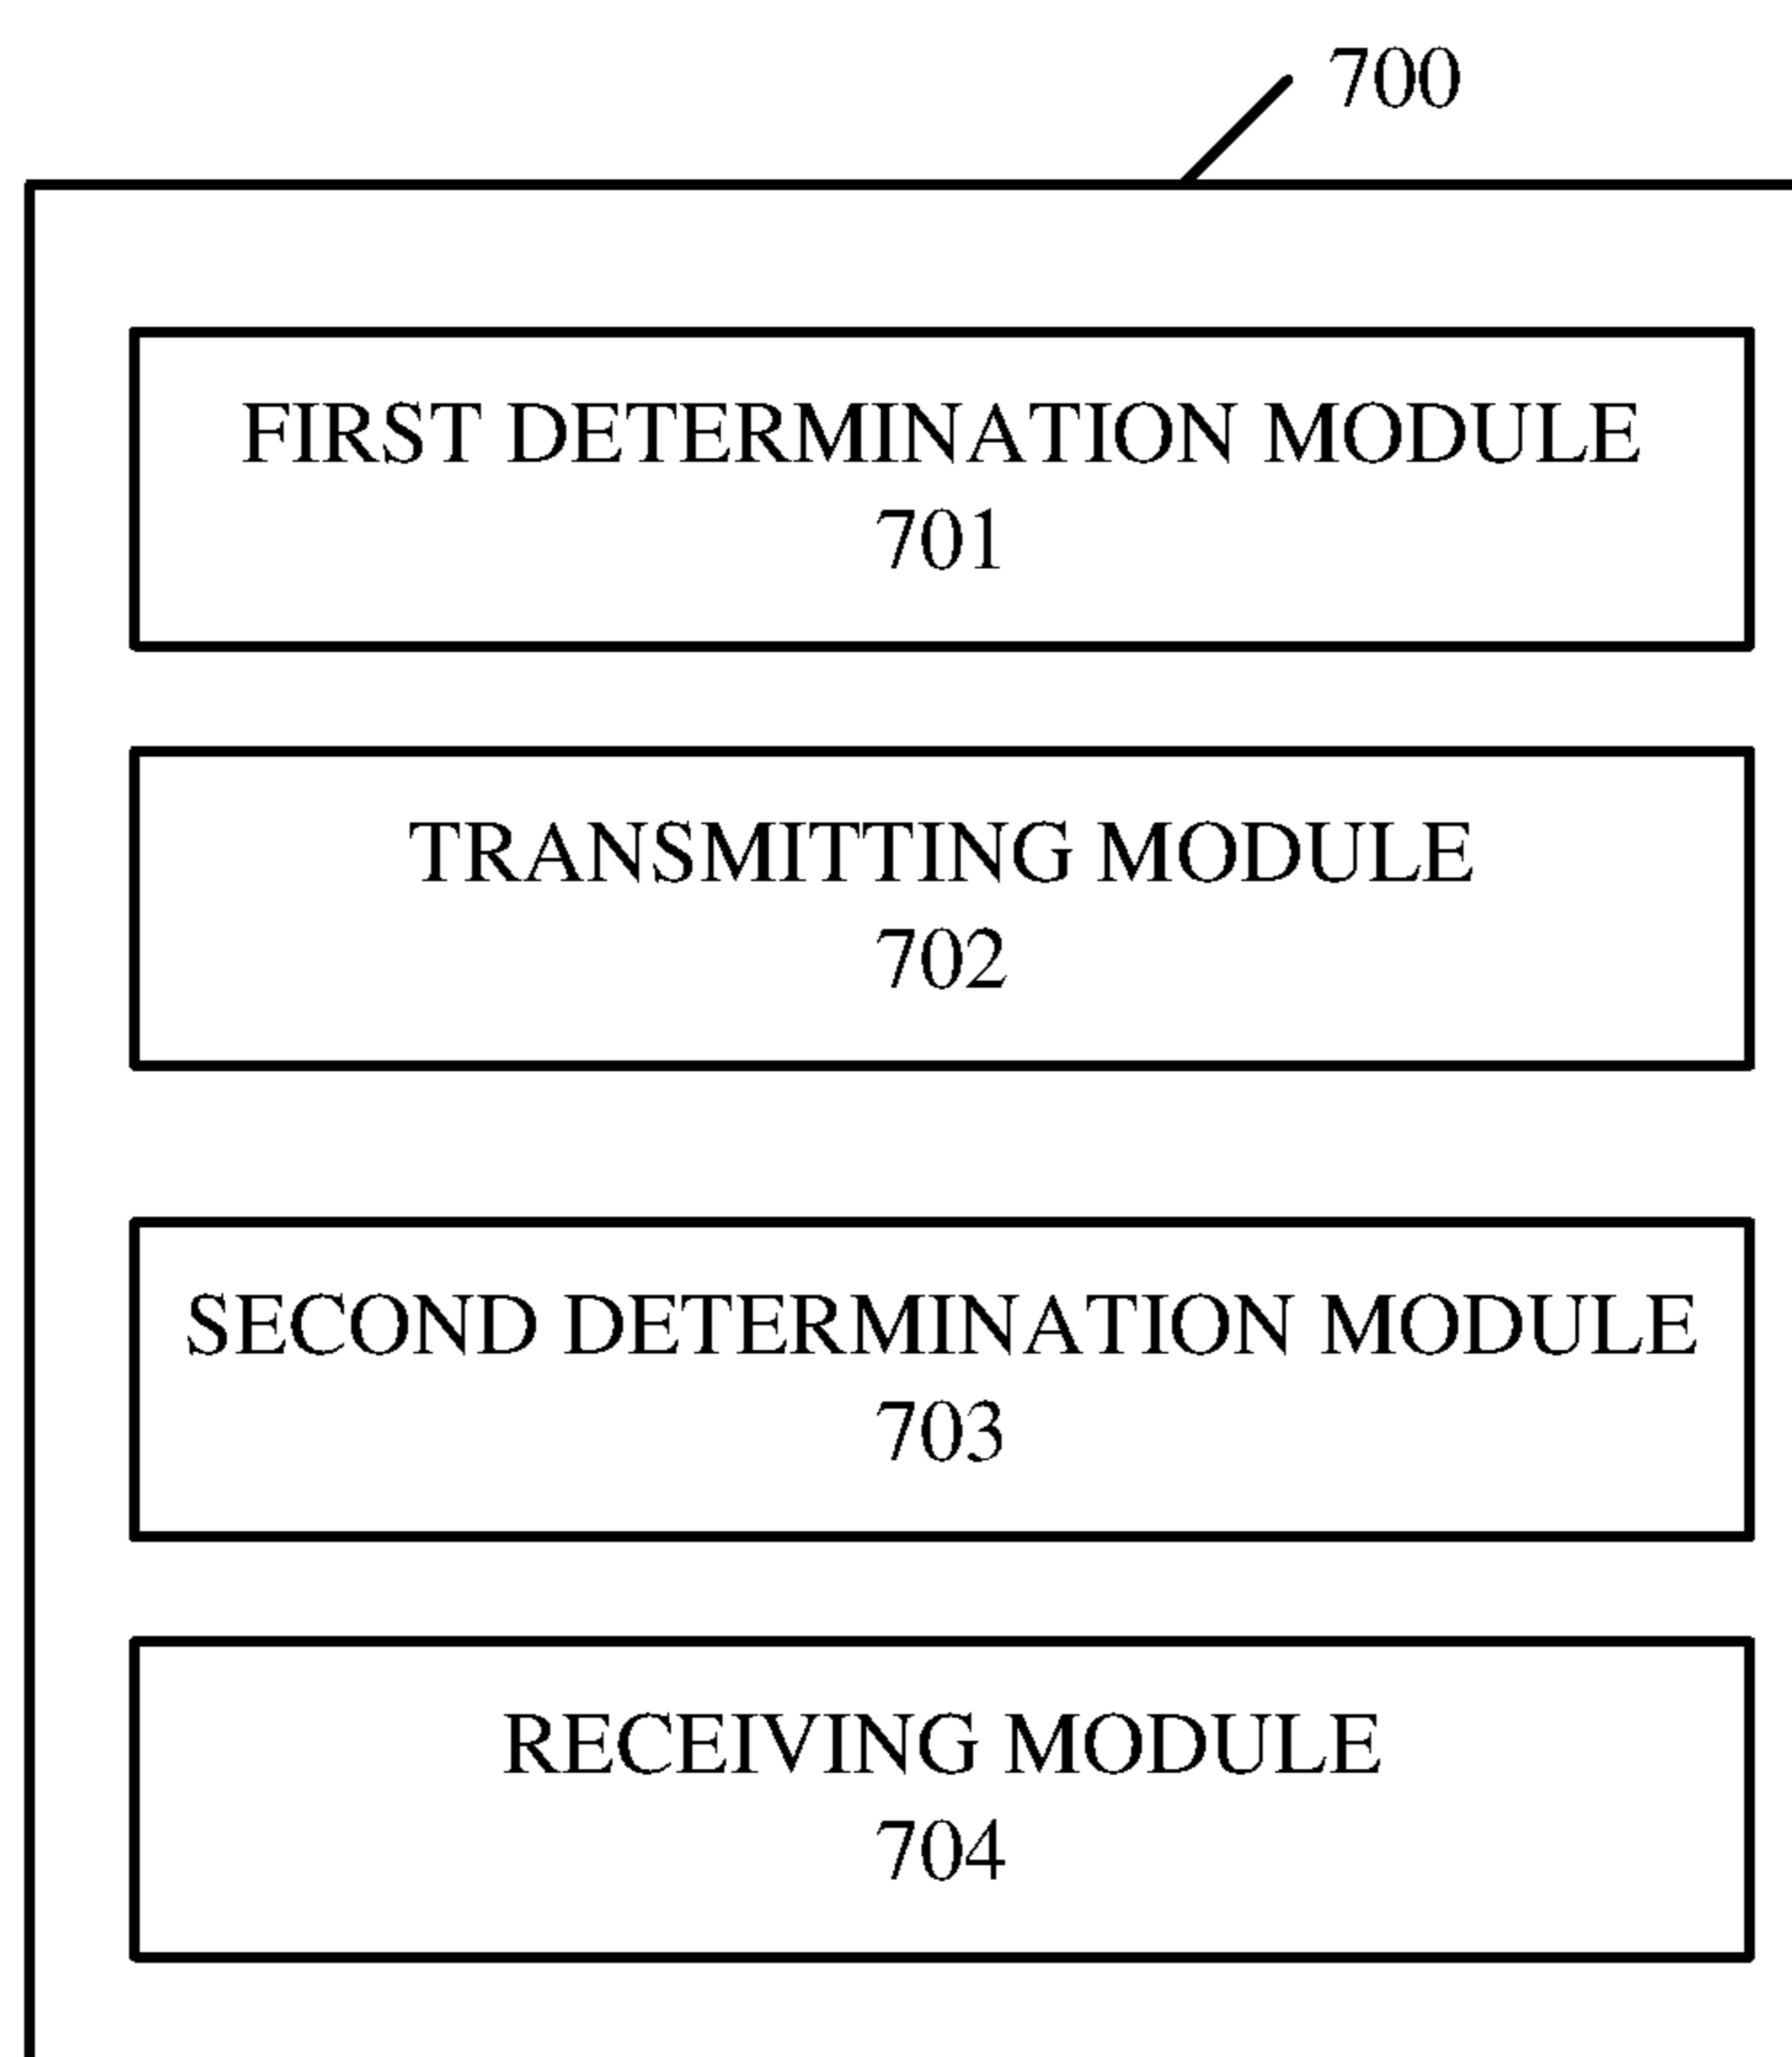 700
FIRST DETERMINATION MODULE
701
TRANSMITTING MODULE
702
SECOND DETERMINATION MODULE
703
RECEIVING MODULE
704